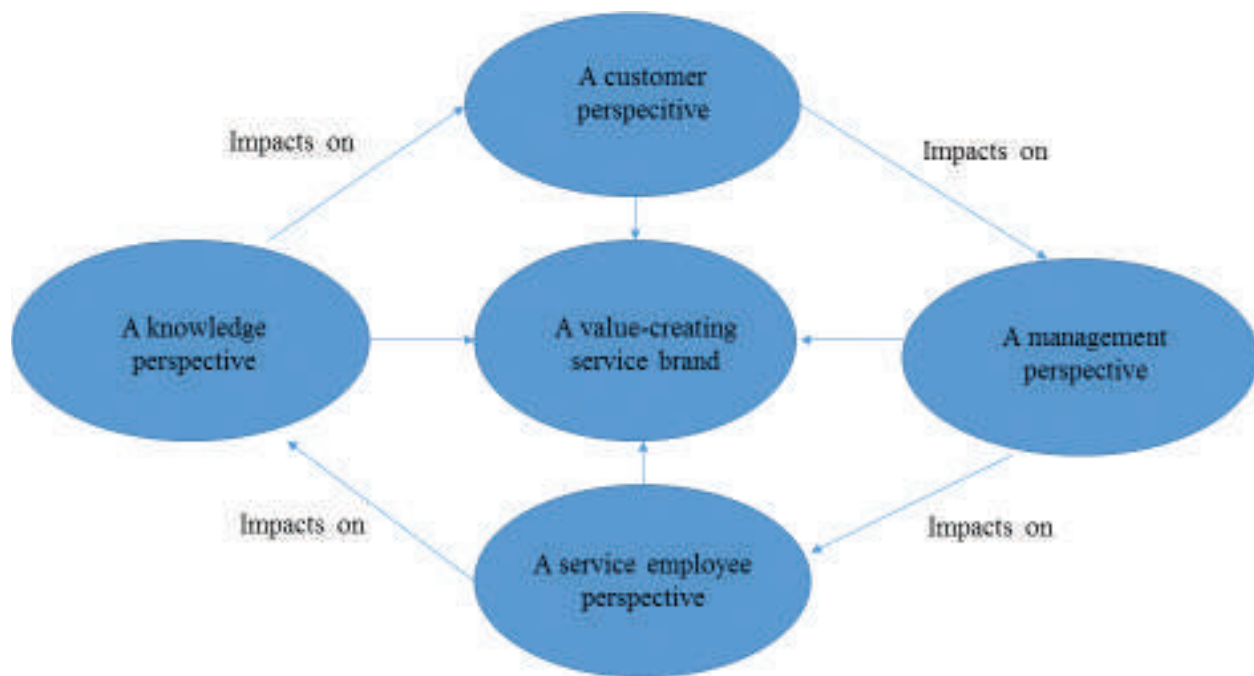 A customer
perspecitive
Impacts on
Impacts on
A knowledge
perspective
A value-creating
service brand
A management
perspective
Impacts on
Impacts on
A service employee
perspective